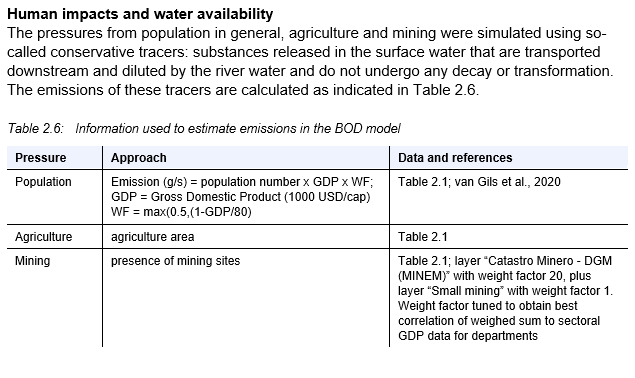 Human impacts and water availability
The pressures from population in general, agriculture and mining were simulated using so-
called conservative tracers: substances released in the surface water that are transported
downstream and diluted by the river water and do not undergo any decay or transformation.
The emissions of these tracers are calculated as indicated in Table 2.6.
Table 2.6: Information used to estimate emissions in the BOD model
Pressure Approach Data and references
Population Emission (g/s) = population number x GDP x WF; Table 2.1; van Gils et al., 2020
GDP = Gross Domestic Product (1000 USD/cap)
WF = max(0.5,(1-GDP/80)
Agriculture agriculture area Table 2.1
Mining presence of mining sites Table 2.1; layer “Catastro Minero - DGM
(MINEM)” with weight factor 20, plus
layer “Small mining” with weight factor 1.
Weight factor tuned to obtain best
correlation of weighed sum to sectoral
GDP data for departments